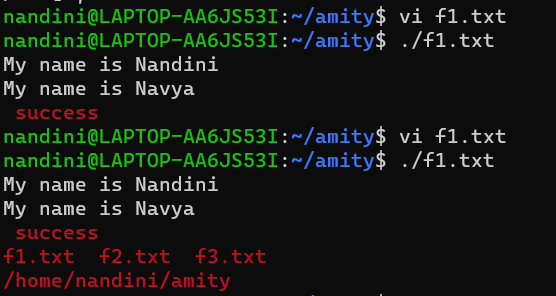 nandini@LAPTOP-AA6JS53I:~/amity$ vi f1.txt
nandini@LAPTOP-AA6JS53I:~/amity$ ./f1.txt
My name is Nandini
My name is Navya
 success
nandini@LAPTOP-AA6JS53I:~/amity$ vi f1.txt
nandini@LAPTOP-AA6JS53I:~/amity$ ./f1.txt
My name is Nandini
My name is Navya
 success
f1.txt  f2.txt  f3.txt
/home/nandini/amity